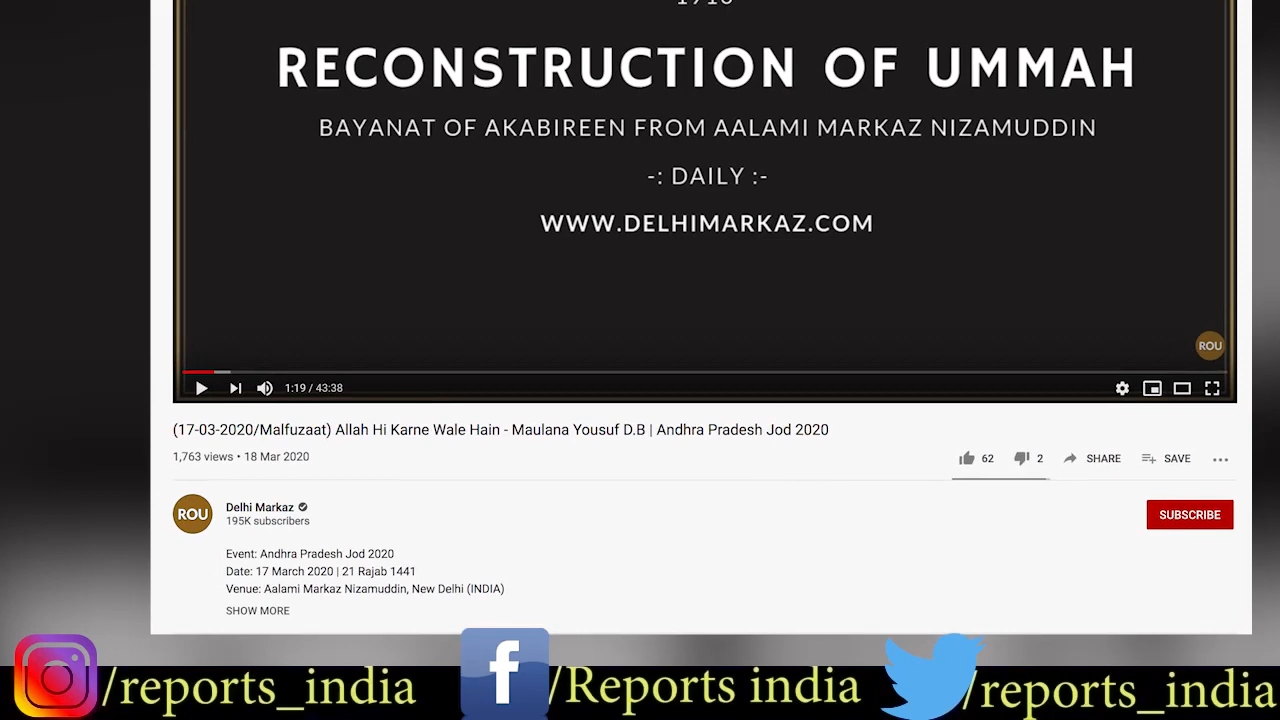 RECONSTRUCTION OF UMMAH
BAYANAT OF AKABIREEN FROM AALAMI MARKAZ NIZAMUDDIN
-: DAILY :-
WWW.DELHIMARKAZ.COM
ROU
1:19 / 43:38
(17-03-2020/Malfuzaat) Allah Hi Karne Wale Hain - Maulana Yousuf D.B | Andhra Pradesh Jod 2020
1,763 views • 18 Mar 2020
62 2 SHARE SAVE
ROU
Delhi Markaz
195K subscribers
SUBSCRIBE
Event: Andhra Pradesh Jod 2020
Date: 17 March 2020 | 21 Rajab 1441
Venue: Aalami Markaz Nizamuddin, New Delhi (INDIA)
SHOW MORE
/reports_india /Reports india /reports_india